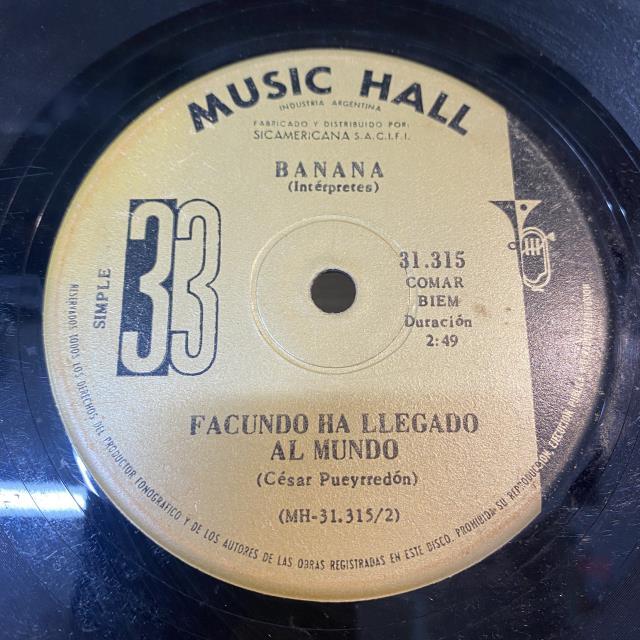 MUSIC HALL
INDUSTRIA ARGENTINA
FABRICADO Y DISTRIBUIDO POR:
SICAMERICANA S.A.C.I.F.I.
BANANA
(Intérpretes)
SIMPLE
33
31.315
COMAR
BIEM
Duración
2:49
FACUNDO HA LLEGADO
AL MUNDO
(César Pueyrredón)
(MH-31.315/2)
RESERVADOS TODOS LOS DERECHOS DEL PRODUCTOR FONOGRAFICO Y DE LOS AUTORES DE LAS OBRAS REGISTRADAS EN ESTE DISCO. PROHIBIDA SU REPRODUCCION, EJECUCION